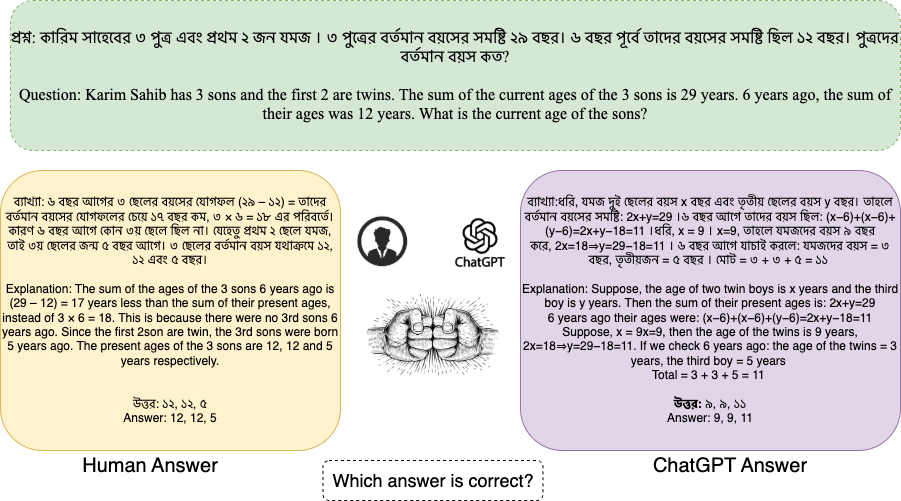 প্রশ্ন: কারিম সাহেবের ৩ পুত্র এবং প্রথম ২ জন যমজ । ৩ পুত্রের বর্তমান বয়সের সমষ্টি ২৯ বছর। ৬ বছর পূর্বে তাদের বয়সের সমষ্টি ছিল ১২ বছর। পুত্রদের
বর্তমান বয়স কত?
Question: Karim Sahib has 3 sons and the first 2 are twins. The sum of the current ages of the 3 sons is 29 years. 6 years ago, the sum of
their ages was 12 years. What is the current age of the sons?
ব্যাখ্যা: ৬ বছর আগের ৩ ছেলের বয়সের যোগফল (২৯ – ১২) = তাদের
বর্তমান বয়সের যোগফলের চেয়ে ১৭ বছর কম, ৩ × ৬ = ১৮ এর পরিবর্তে।
কারণ ৬ বছর আগে কোন ৩য় ছেলে ছিল না। যেহেতু প্রথম ২ ছেলে যমজ,
তাই ৩য় ছেলের জন্ম ৫ বছর আগে। ৩ ছেলের বর্তমান বয়স যথাক্রমে ১২,
১২ এবং ৫ বছর।
Explanation: The sum of the ages of the 3 sons 6 years ago is
(29 – 12) = 17 years less than the sum of their present ages,
instead of 3 × 6 = 18. This is because there were no 3rd sons 6
years ago. Since the first 2son are twin, the 3rd sons were born
5 years ago. The present ages of the 3 sons are 12, 12 and 5
years respectively.
উত্তর: ১২, ১২, ৫
Answer: 12, 12, 5
Human Answer
ChatGPT
ব্যাখ্যা:ধরি, যমজ দুই ছেলের বয়স x বছর এবং তৃতীয় ছেলের বয়স y বছর। তাহলে
বর্তমান বয়সের সমষ্টি: 2x+y=29 ।৬ বছর আগে তাদের বয়স ছিল: (x−6)+(x−6)+
(y−6)=2x+y−18=11 ।ধরি, x = 9 । x=9, তাহলে যমজদের বয়স ৯ বছর
করে, 2x=18⇒y=29−18=11 । ৬ বছর আগে যাচাই করলে: যমজদের বয়স = ৩
বছর, তৃতীয়জন = ৫ বছর । মোট = ৩ + ৩ + ৫ = ১১
Explanation: Suppose, the age of two twin boys is x years and the third
boy is y years. Then the sum of their present ages is: 2x+y=29
6 years ago their ages were: (x−6)+(x−6)+(y−6)=2x+y−18=11
Suppose, x = 9x=9, then the age of the twins is 9 years,
2x=18⇒y=29−18=11. If we check 6 years ago: the age of the twins = 3
years, the third boy = 5 years
Total = 3 + 3 + 5 = 11
উত্তর: ৯, ৯, ১১
Answer: 9, 9, 11
ChatGPT Answer
Which answer is correct?